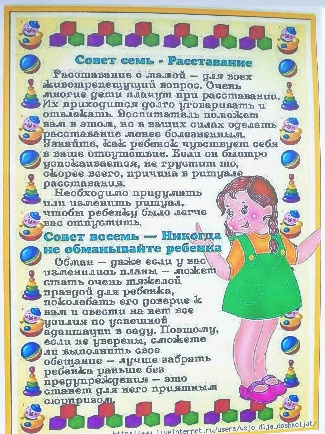 Совет семь - Расставание
Расставание с мамой – для всех
животрепещущий вопрос. Очень
многие дети плачут при расставании.
Их приходится долго уговаривать и
отвлекать. Воспитатель поможет
вам в этом, но в ваших силах сделать
расставание менее болезненным.
Узнайте, как ребенок чувствует себя
в ваше отсутствие. Если он быстро
успокаивается, не грустит то,
скорее всего, причина в ритуале
расставания.
Необходимо придумать
или изменить ритуал,
чтобы ребенку было легче
вас отпустить.
Совет восемь — Никогда
не обманывайте ребенка
Обман – даже если у вас
изменились планы – может
стать очень тяжелой
правдой для ребенка,
поколебать его доверие к
вам и свести на нет все
усилия по успешной
адаптации в саду. Поэтому,
если не уверены, сможете
ли выполнить свое
обещание – лучше забрать
ребенка раньше без
предупреждения – это
станет для него приятным
сюрпризом.